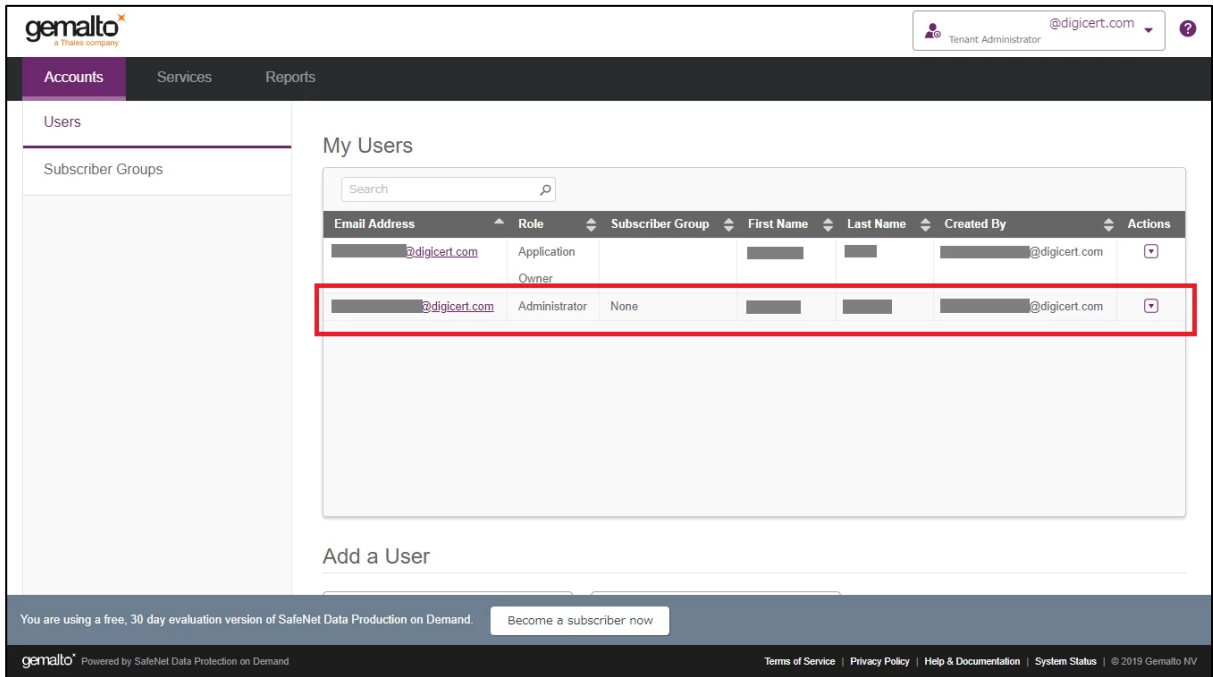 gemalto
a Thales company
@digicert.com
Tenant Administrator
?
Accounts Services Reports
Users
Subscriber Groups
My Users
Search
Email Address Role Subscriber Group First Name Last Name Created By Actions
@digicert.com Application @digicert.com
Owner
@digicert.com Administrator None @digicert.com
Add a User
You are using a free, 30 day evaluation version of SafeNet Data Production on Demand. Become a subscriber now
gemalto Powered by SafeNet Data Protection on Demand Terms of Service | Privacy Policy | Help & Documentation | System Status | © 2019 Gemalto NV